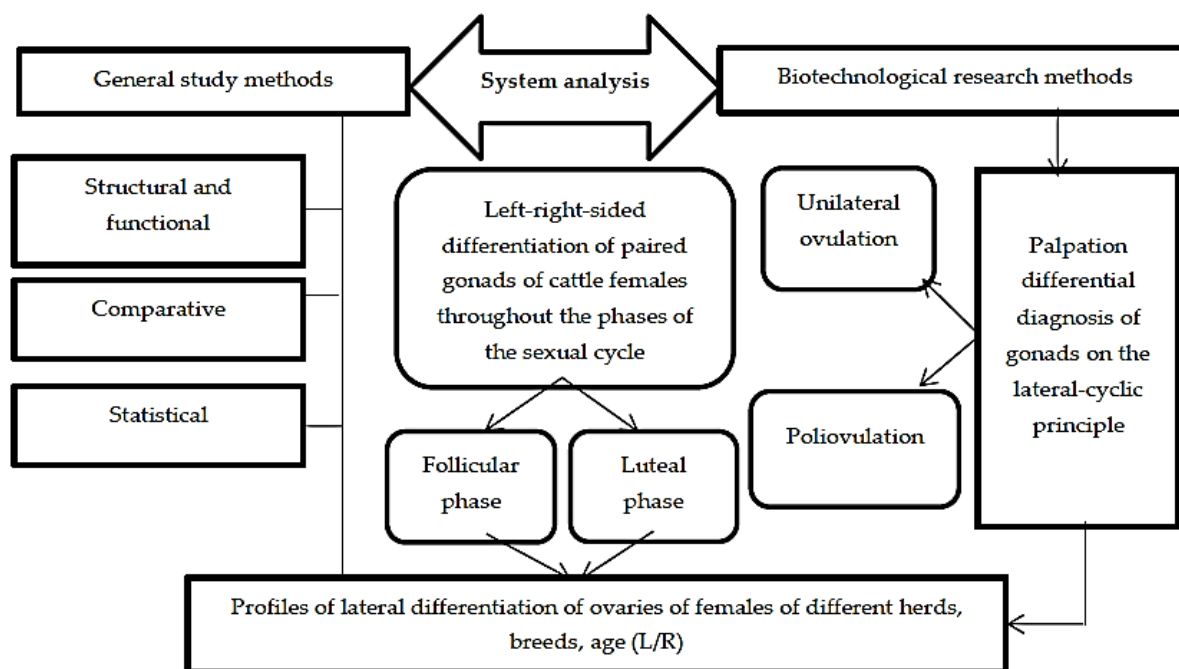 General study methods
System analysis
Biotechnological research methods
Structural and
functional
Comparative
Statistical
Left-right-sided
differentiation of paired
gonads of cattle females
throughout the phases of
the sexual cycle
Follicular
phase
Luteal
phase
Unilateral
ovulation
Poliovulation
Palpation
differential
diagnosis of
gonads on the
lateral-cyclic
principle
Profiles of lateral differentiation of ovaries of females of different herds,
breeds, age (L/R)